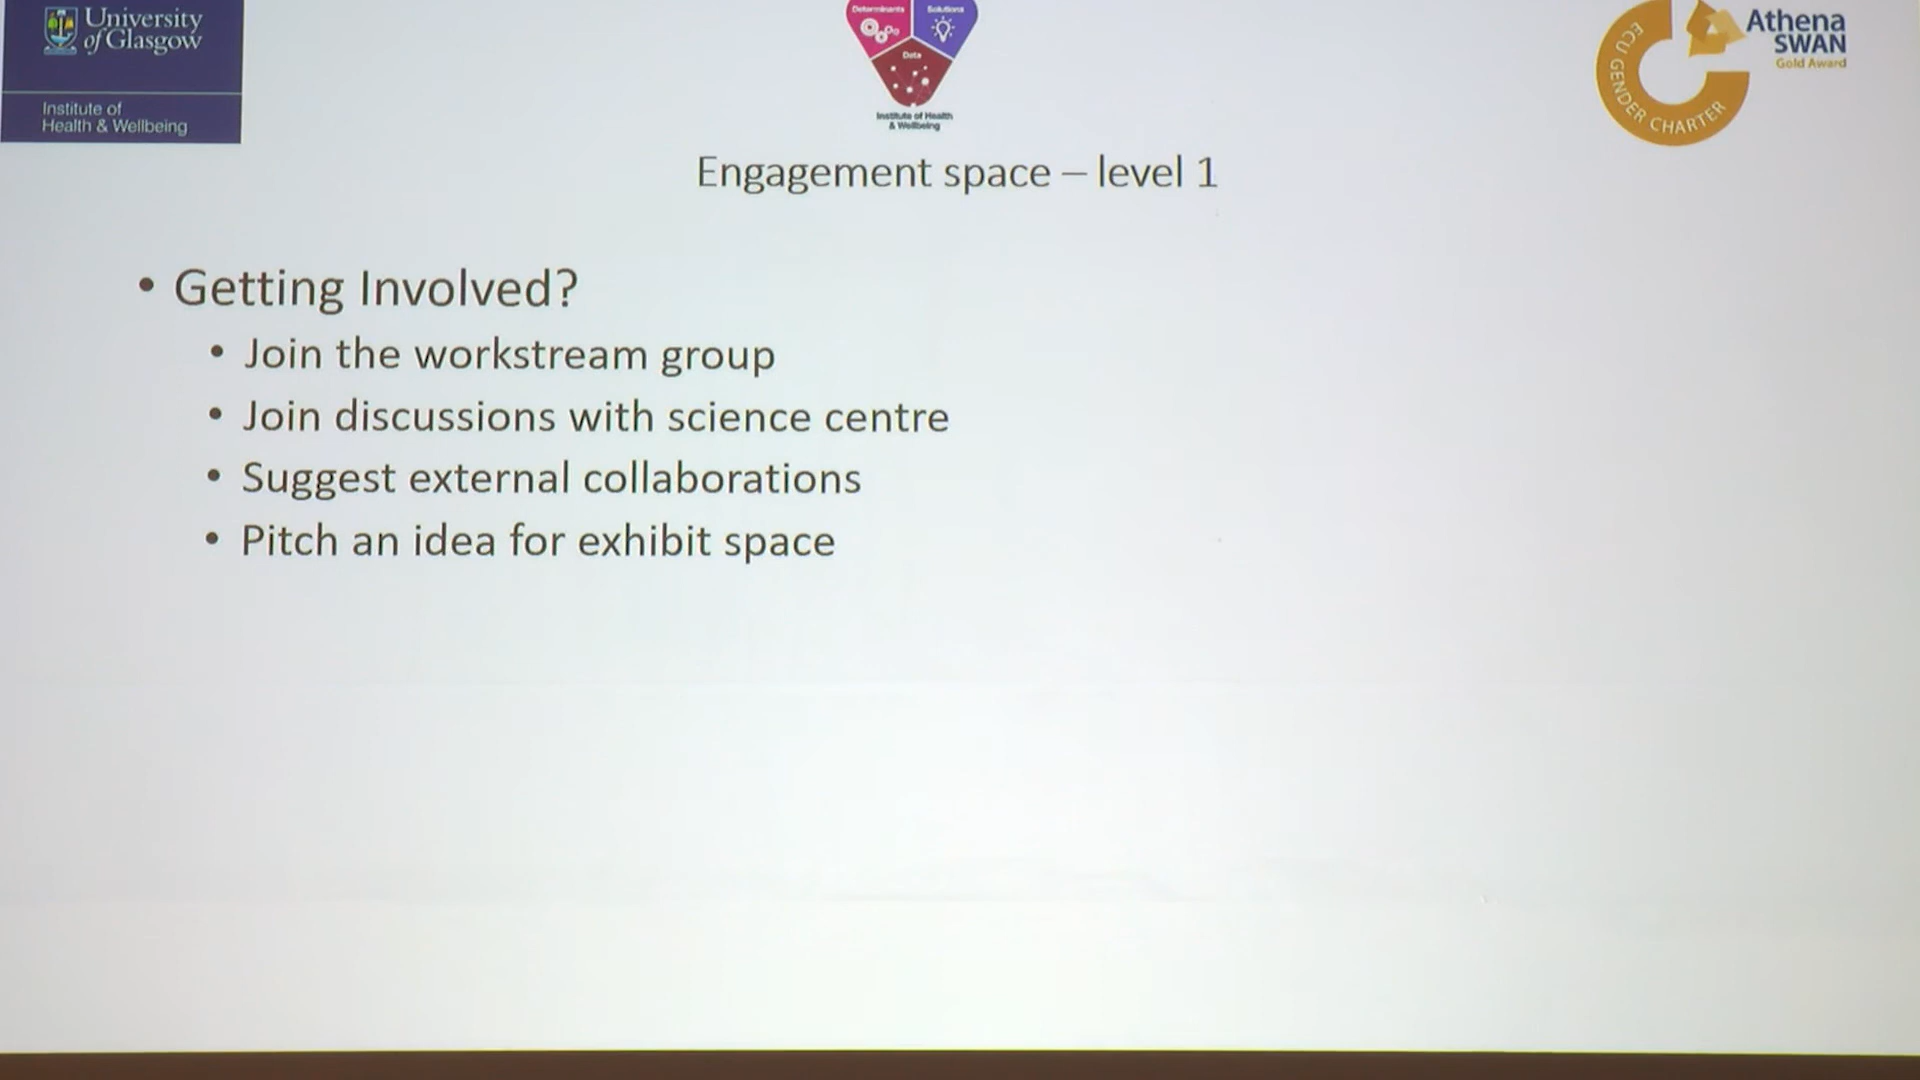 University
of Glasgow
Institute of
Health & Wellbeing
Determinants
Solutions
Data
Institute of Health
& Wellbeing
ECU GENDER CHARTER
Athena
SWAN
Gold Award
Engagement space – level 1
• Getting Involved?
• Join the workstream group
• Join discussions with science centre
• Suggest external collaborations
• Pitch an idea for exhibit space